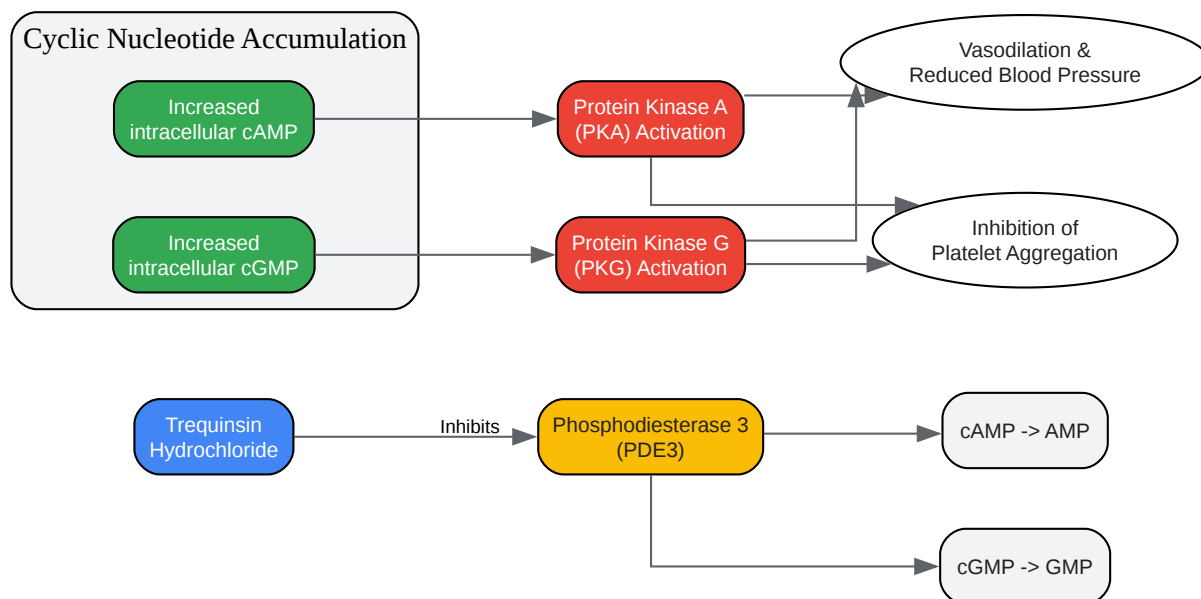 Cyclic Nucleotide Accumulation
Increased
intracellular cAMP
Protein Kinase A
(PKA) Activation
Vasodilation &
Reduced Blood Pressure
Increased
intracellular cGMP
Protein Kinase G
(PKG) Activation
Inhibition of
Platelet Aggregation
Trequinsin
Hydrochloride
Inhibits
Phosphodiesterase 3
(PDE3)
cAMP -> AMP
cGMP -> GMP